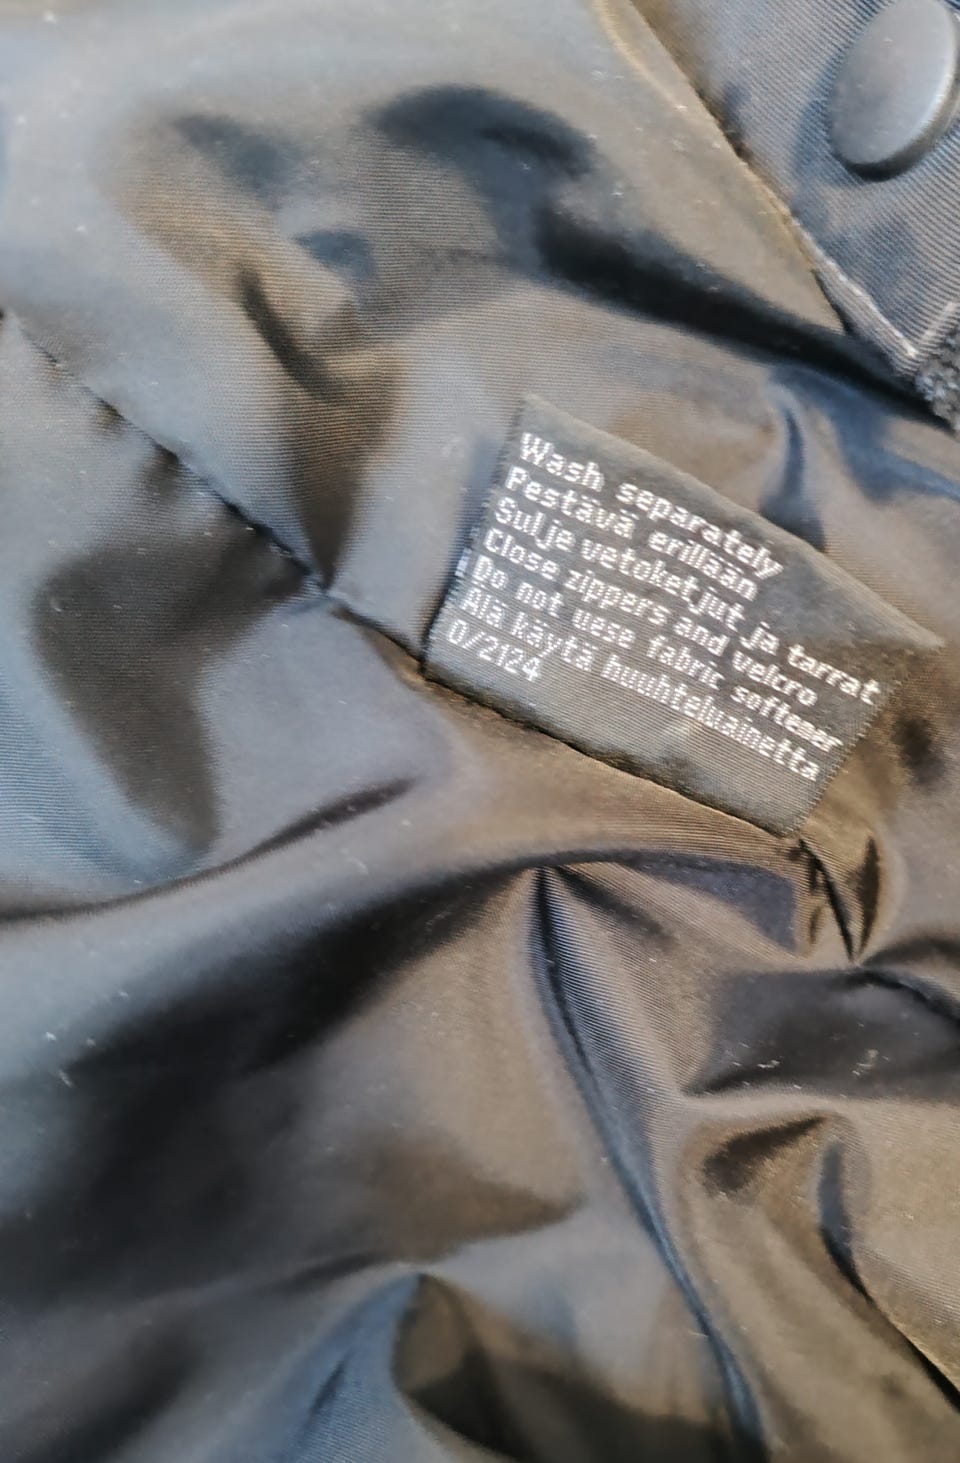 Wash separately
Pestävä erillään
Sulje vetoketjut ja tarrat
Close zippers and velcro
Do not uese fabric softener
Älä käytä huuhteluainetta
0/2124